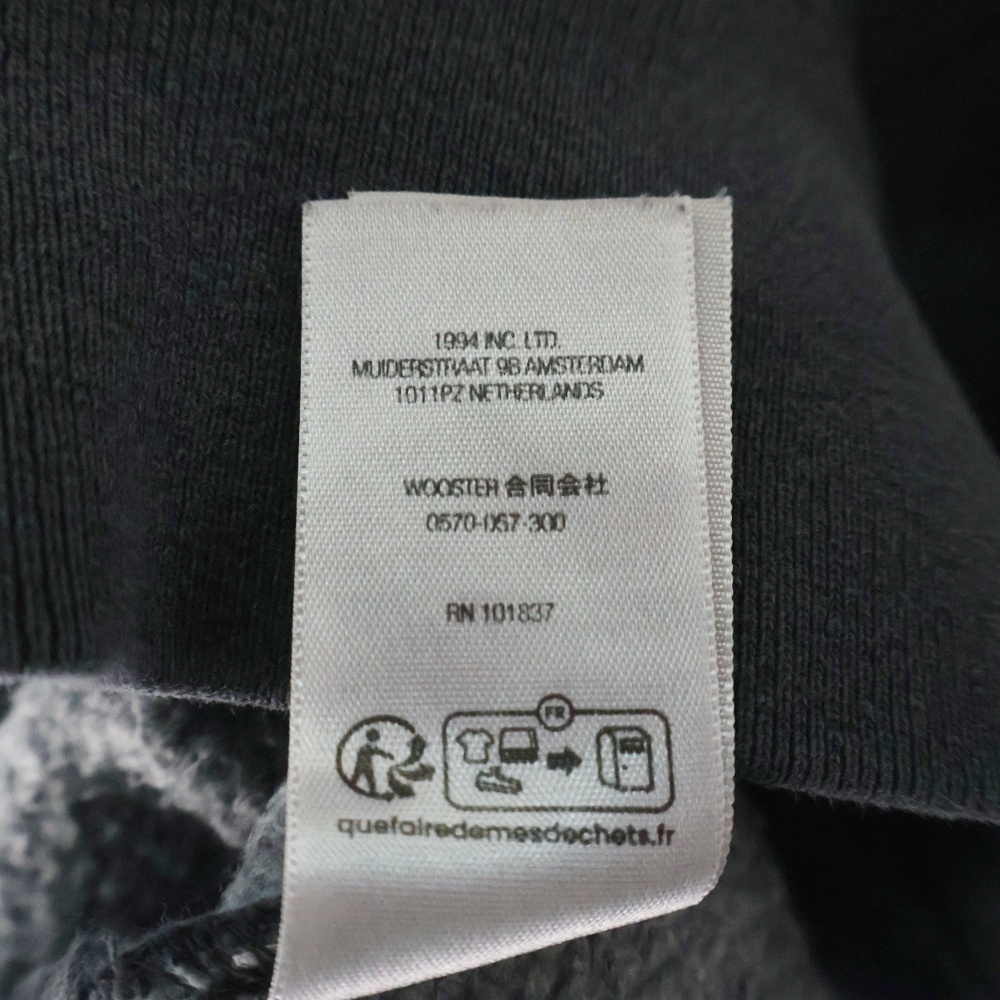 1994 INC. LTD.
MUIDERSTRAAT 9B AMSTERDAM
1011PZ NETHERLANDS
WOOSTER 合同会社
0570-067-300
RN 101837
FR
quefairedemesdechets.fr